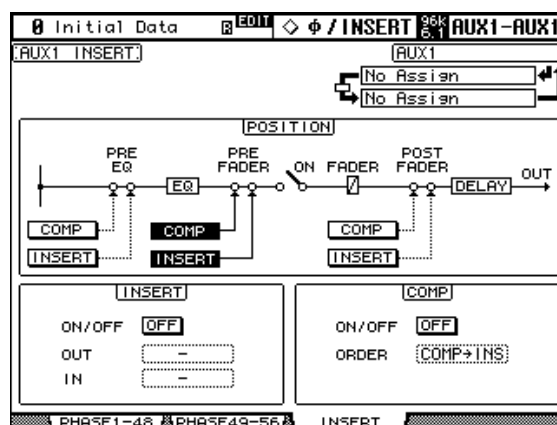 0 Initial Data EDIT ◇ Φ/INSERT 96k 6.1 AUX1-AUX1
AUX1 INSERT AUX1
No Assign
No Assign
POSITION
PRE EQ PRE FADER ON FADER POST FADER OUT
EQ DELAY
COMP COMP COMP
INSERT INSERT INSERT
INSERT COMP
ON/OFF OFF ON/OFF OFF
OUT - ORDER COMP→INS
IN -
PHASE1-48 PHASE49-56 INSERT